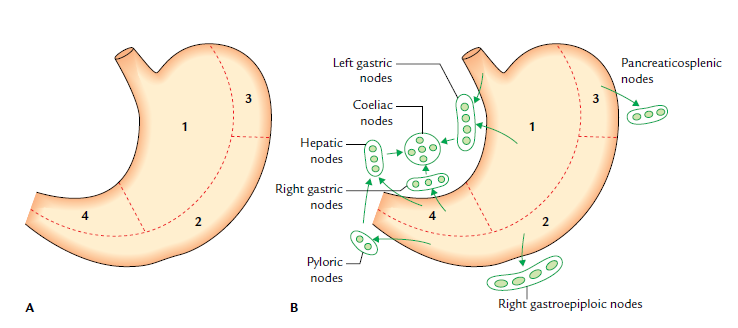 3
1
4
2
A
Left gastric
nodes
Coeliac
nodes
Hepatic
nodes
Right gastric
nodes
Pyloric
nodes
Pancreaticosplenic
nodes
3
1
4
2
Right gastroepiploic nodes
B